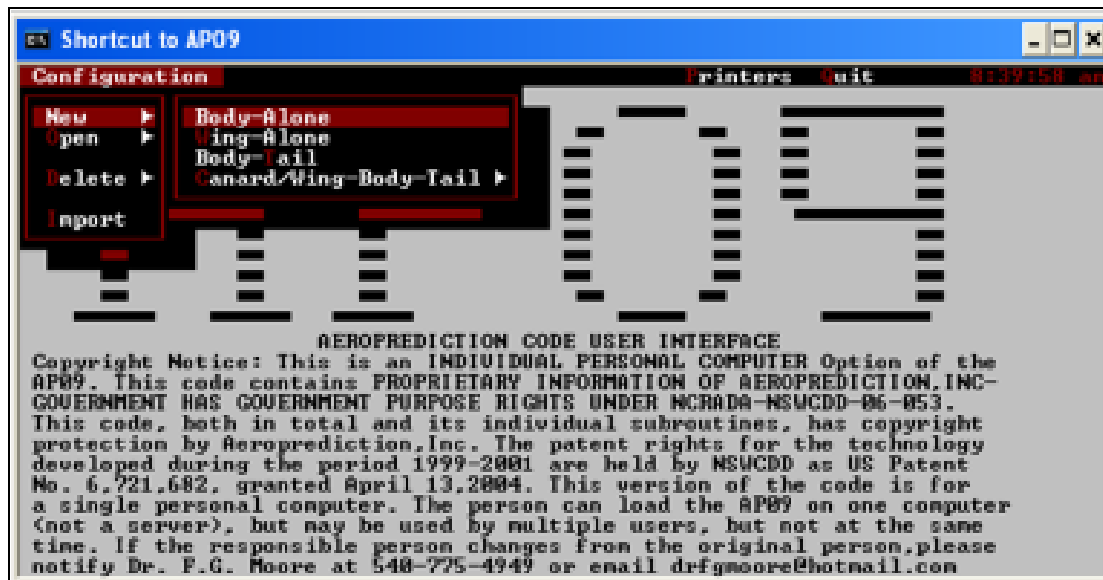 Shortcut to AP09
Configuration Printers Quit 8:39:58 am
New Body-Alone
Open Wing-Alone
Body-Tail
Delete Canard/Wing-Body-Tail
Import
09
AEROPREDICTION CODE USER INTERFACE
Copyright Notice: This is an INDIVIDUAL PERSONAL COMPUTER Option of the
AP09. This code contains PROPRIETARY INFORMATION OF AEROPREDICTION,INC-
GOVERNMENT HAS GOVERNMENT PURPOSE RIGHTS UNDER NCRADA-NSWCDD-06-053.
This code, both in total and its individual subroutines, has copyright
protection by Aeroprediction,Inc. The patent rights for the technology
developed during the period 1999-2001 are held by NSWCDD as US Patent
No. 6,721,682, granted April 13,2004. This version of the code is for
a single personal computer. The person can load the AP09 on one computer
(not a server), but may be used by multiple users, but not at the same
time. If the responsible person changes from the original person,please
notify Dr. F.G. Moore at 540-775-4949 or email drfgmoore@hotmail.com